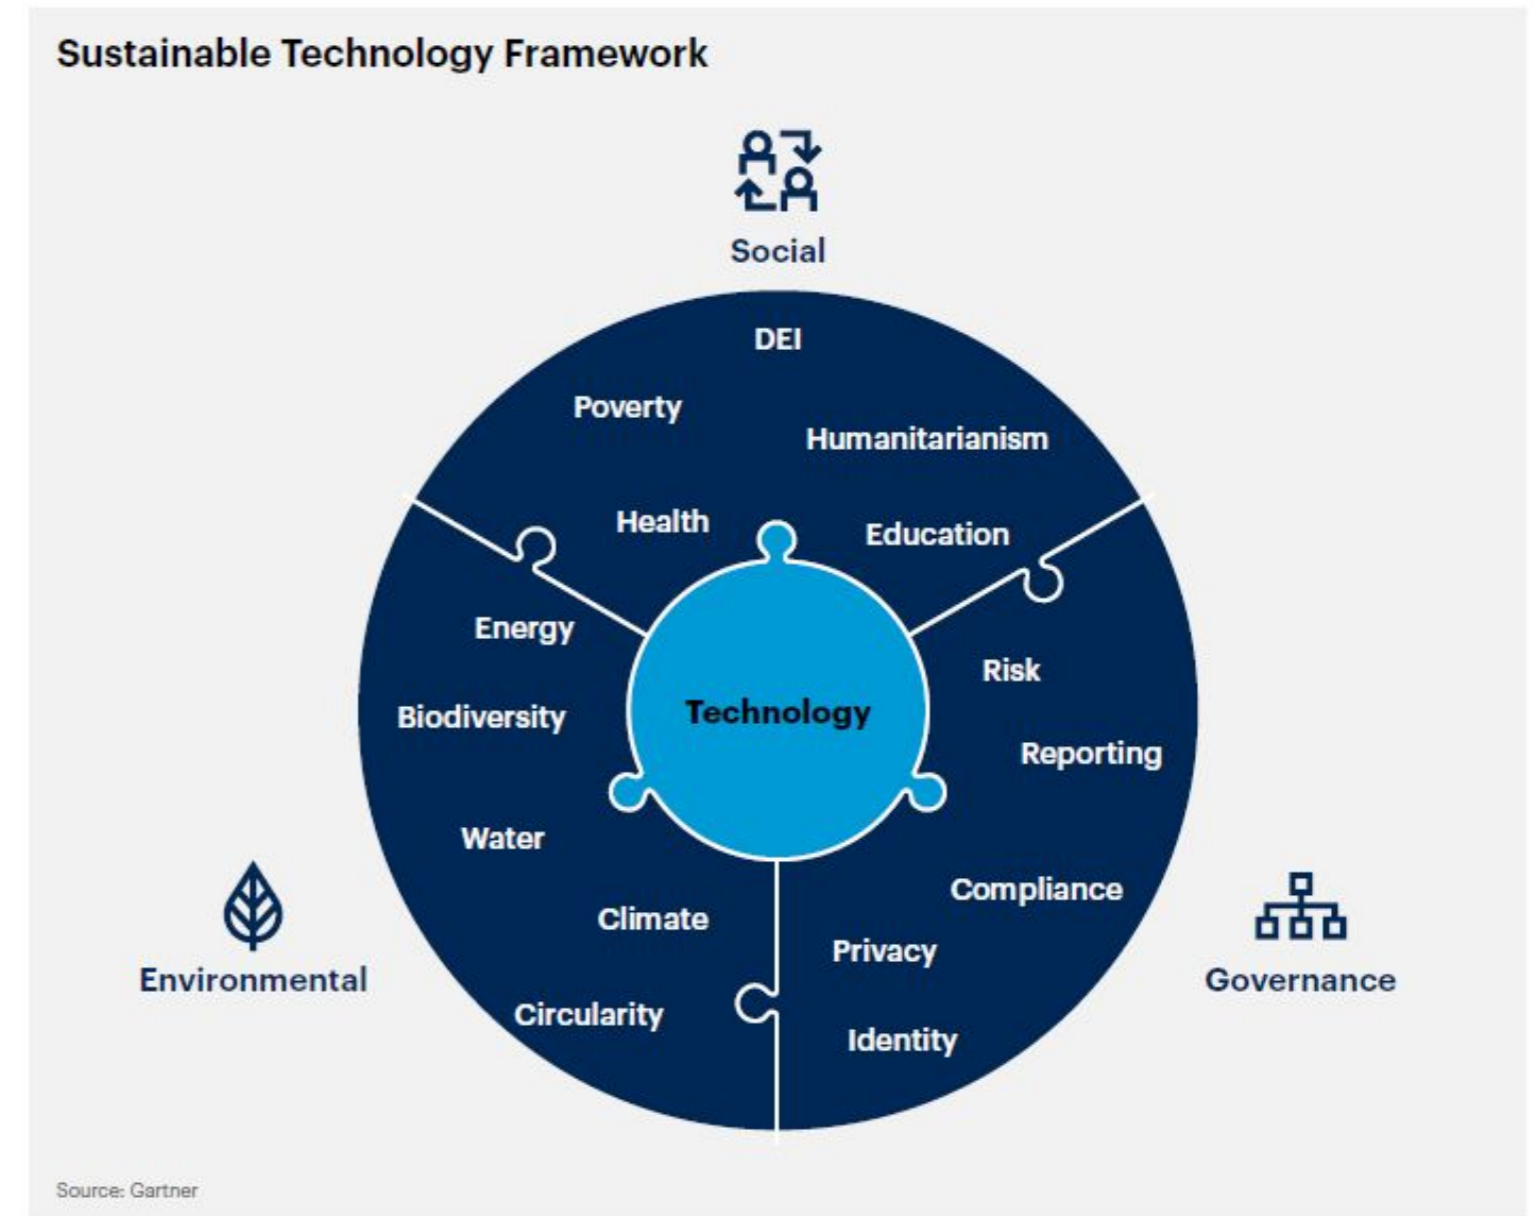 Sustainable Technology Framework
Social
DEI
Poverty
Humanitarianism
Health
Education
Energy
Risk
Biodiversity
Technology
Reporting
Water
Compliance
Climate
Privacy
Environmental
Governance
Circularity
Identity
Source: Gartner